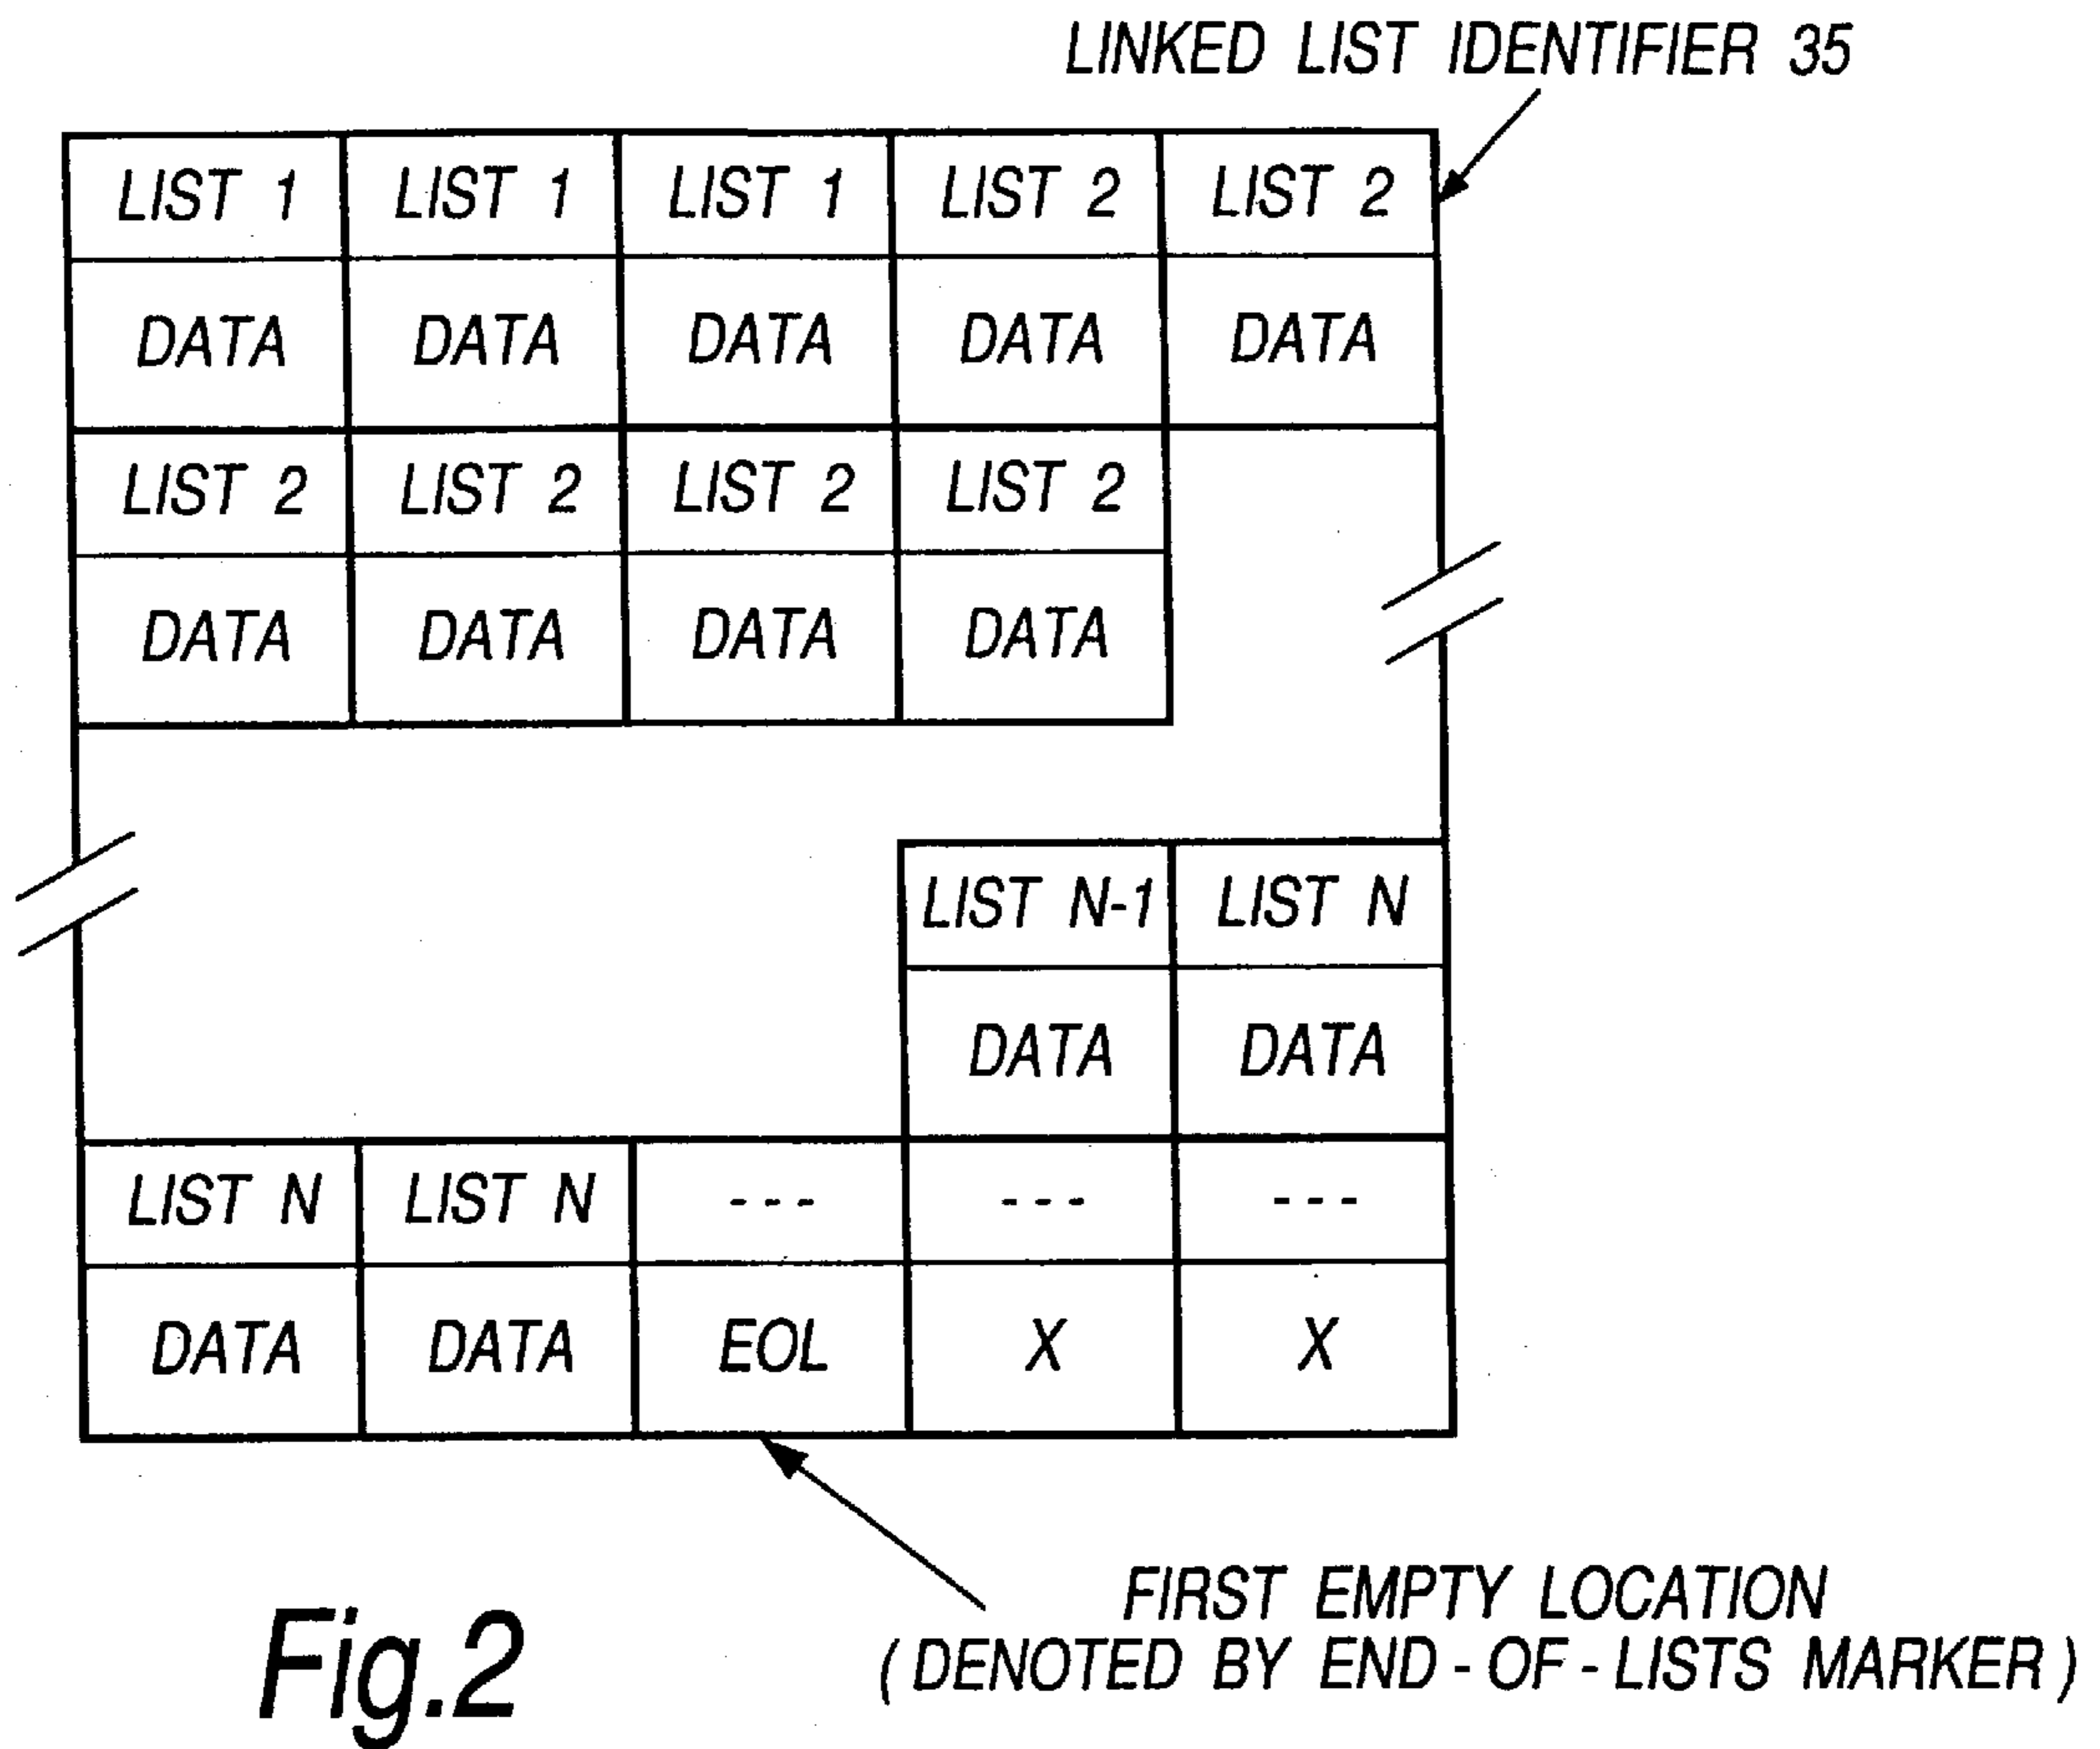 LINKED LIST IDENTIFIER 35
LIST 1 LIST 1 LIST 1 LIST 2 LIST 2
DATA DATA DATA DATA DATA
LIST 2 LIST 2 LIST 2 LIST 2
DATA DATA DATA DATA
LIST N-1 LIST N
DATA DATA
LIST N LIST N --- --- ---
DATA DATA EOL X X
FIRST EMPTY LOCATION
(DENOTED BY END-OF-LISTS MARKER)
Fig.2